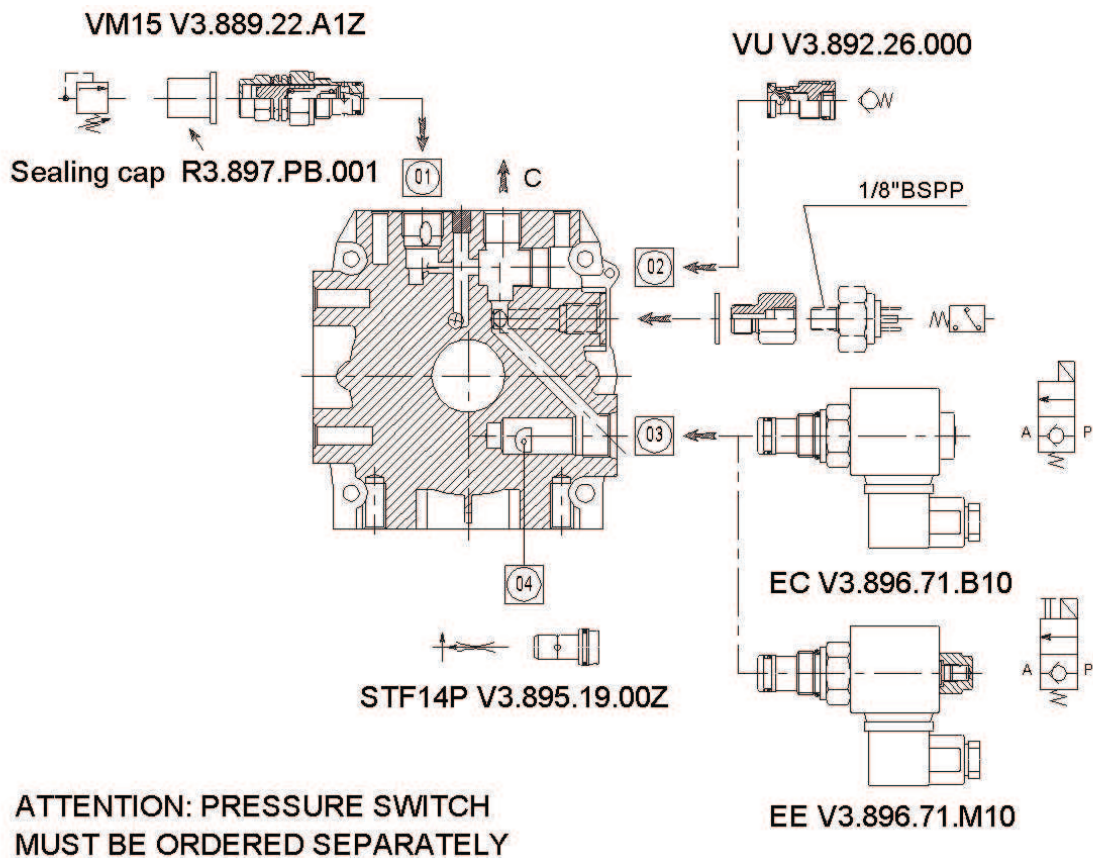 VM15 V3.889.22.A1Z
VU V3.892.26.000
Sealing cap R3.897.PB.001
01
C
1/8"BSPP
02
03
A P
04
EC V3.896.71.B10
STF14P V3.895.19.00Z
A P
EE V3.896.71.M10
ATTENTION: PRESSURE SWITCH
MUST BE ORDERED SEPARATELY